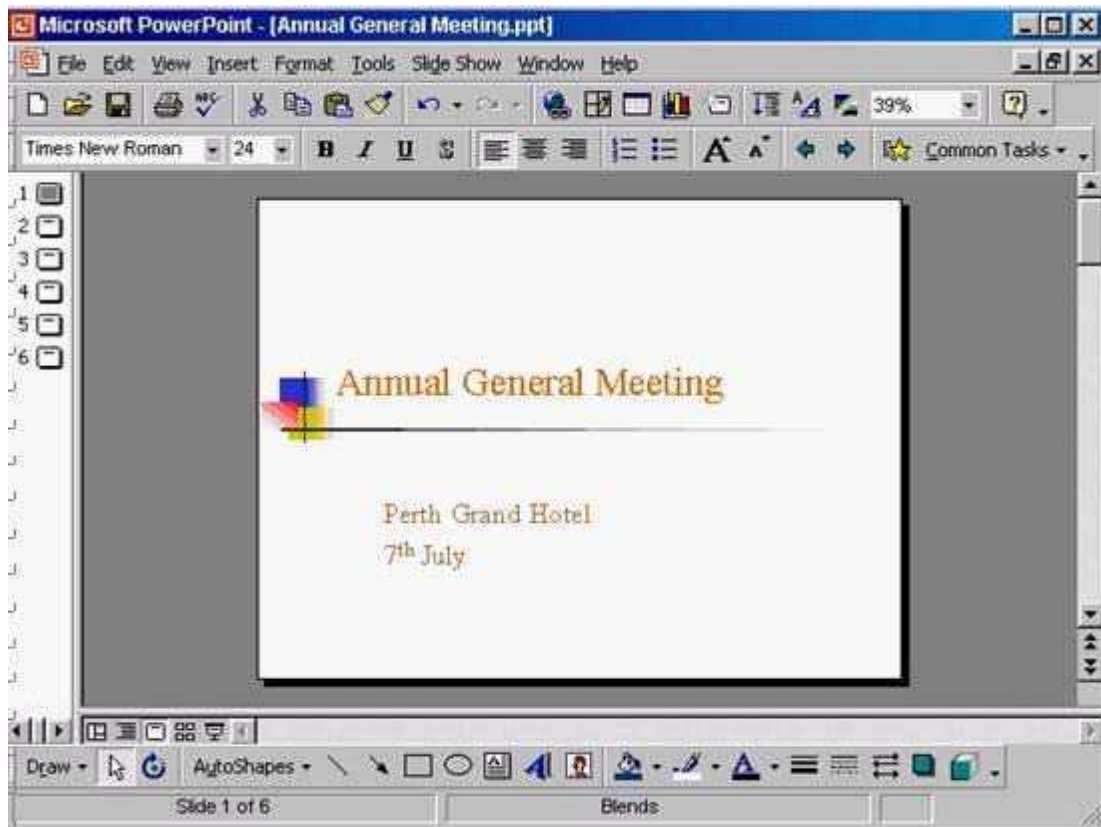 Microsoft PowerPoint - [Annual General Meeting.ppt]
File Edit View Insert Format Tools Slide Show Window Help
ABC
39%
Times New Roman 24 B I U S Common Tasks
1
2
3
4
5
6
Annual General Meeting
Perth Grand Hotel
7th July
Draw AutoShapes
Slide 1 of 6 Blends